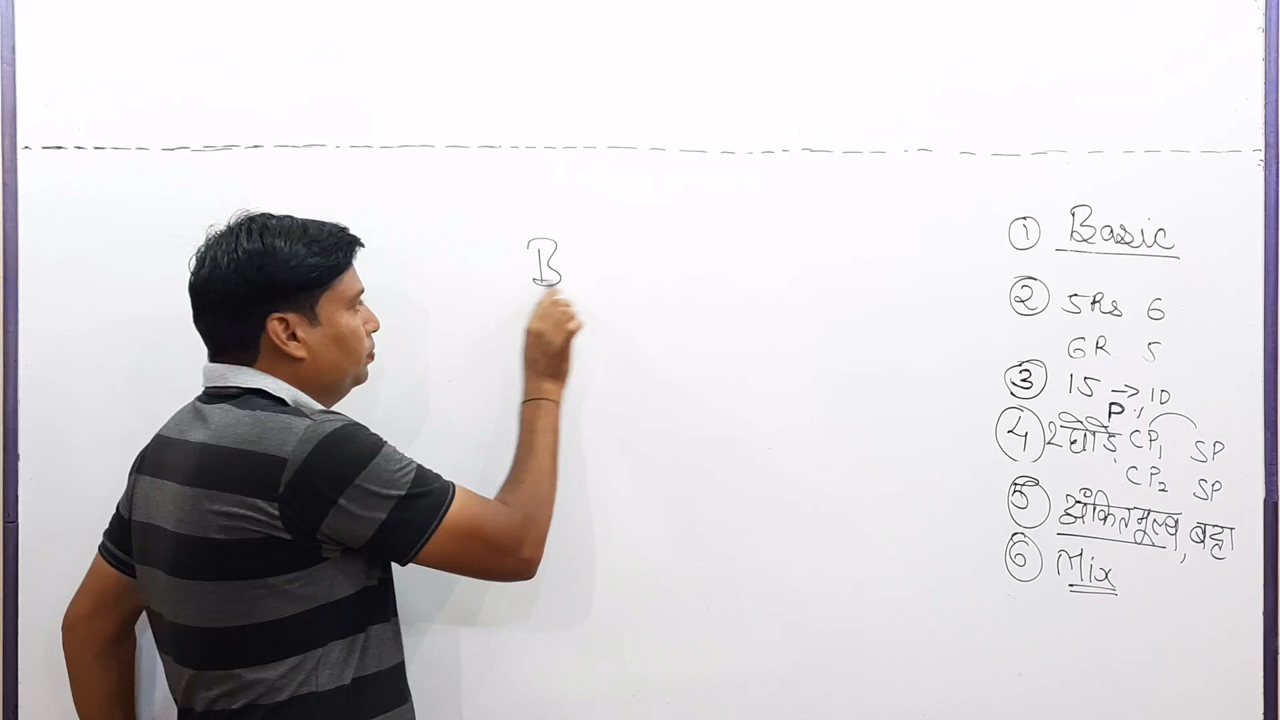 B
① Basic
② 5Rs 6
6R 5
③ 15 → 10
P.
④ 2 घोड़े CP₁ SP
CP₂ SP
⑤ अंकितमूल्य, बट्टा
⑥ Mix